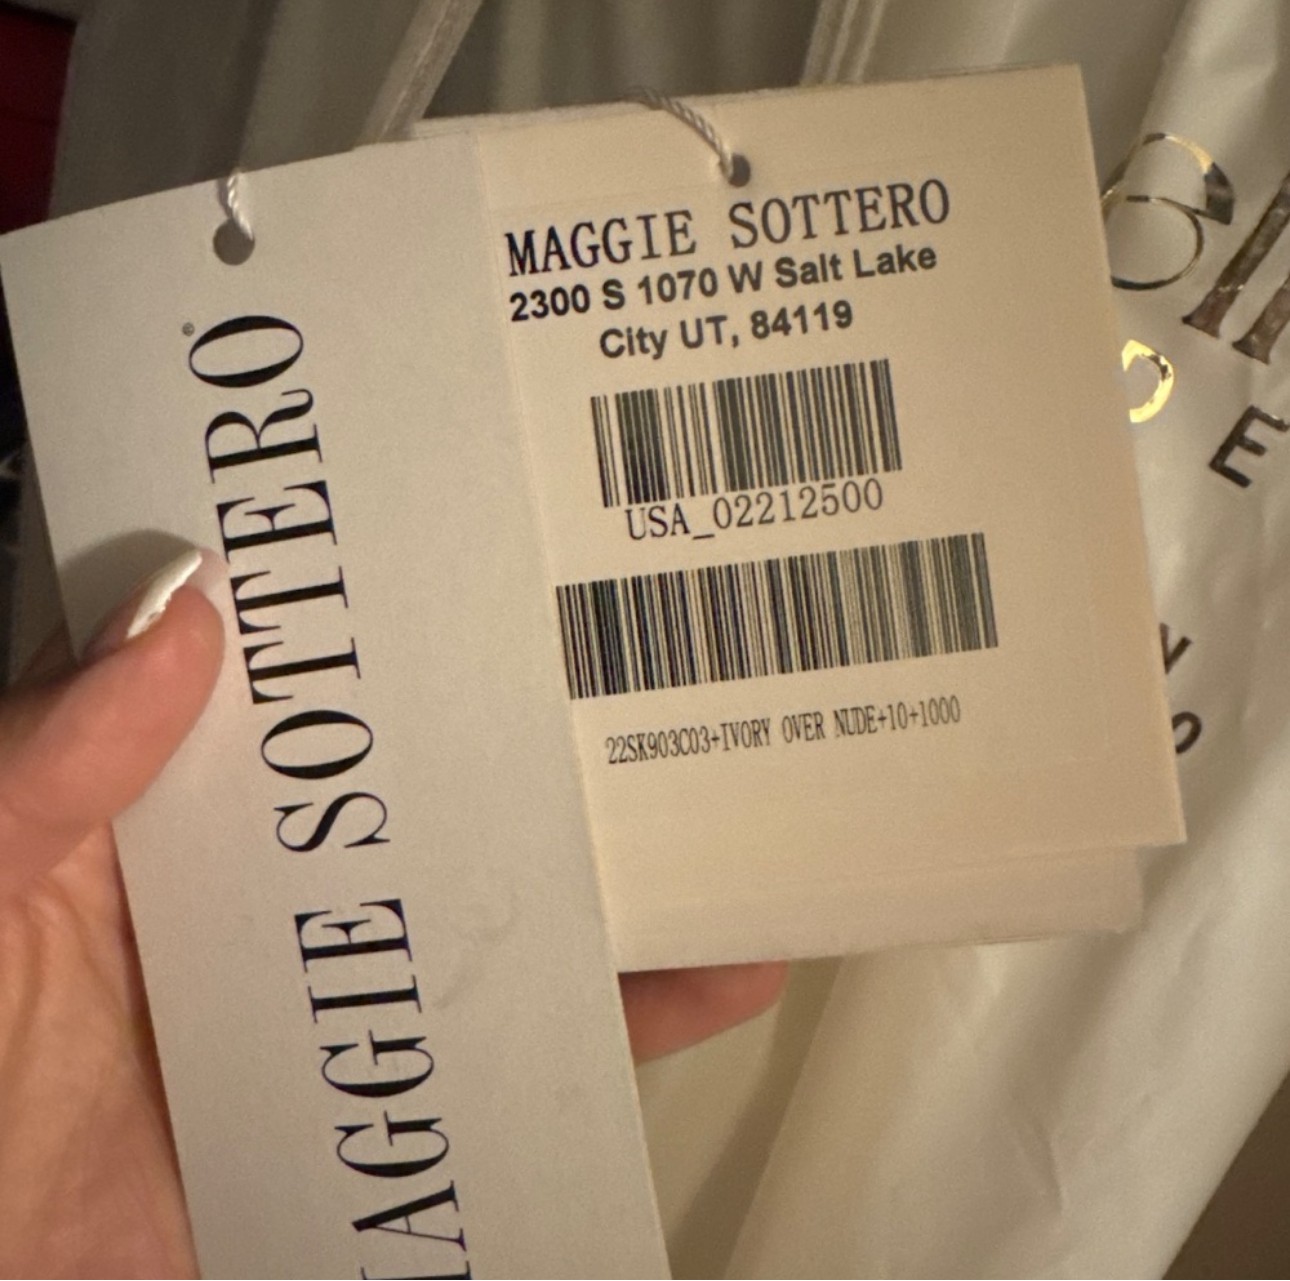 MAGGIE SOTTERO®
MAGGIE SOTTERO
2300 S 1070 W Salt Lake
City UT, 84119
USA_02212500
22SK903C03+IVORY OVER NUDE+10+1000